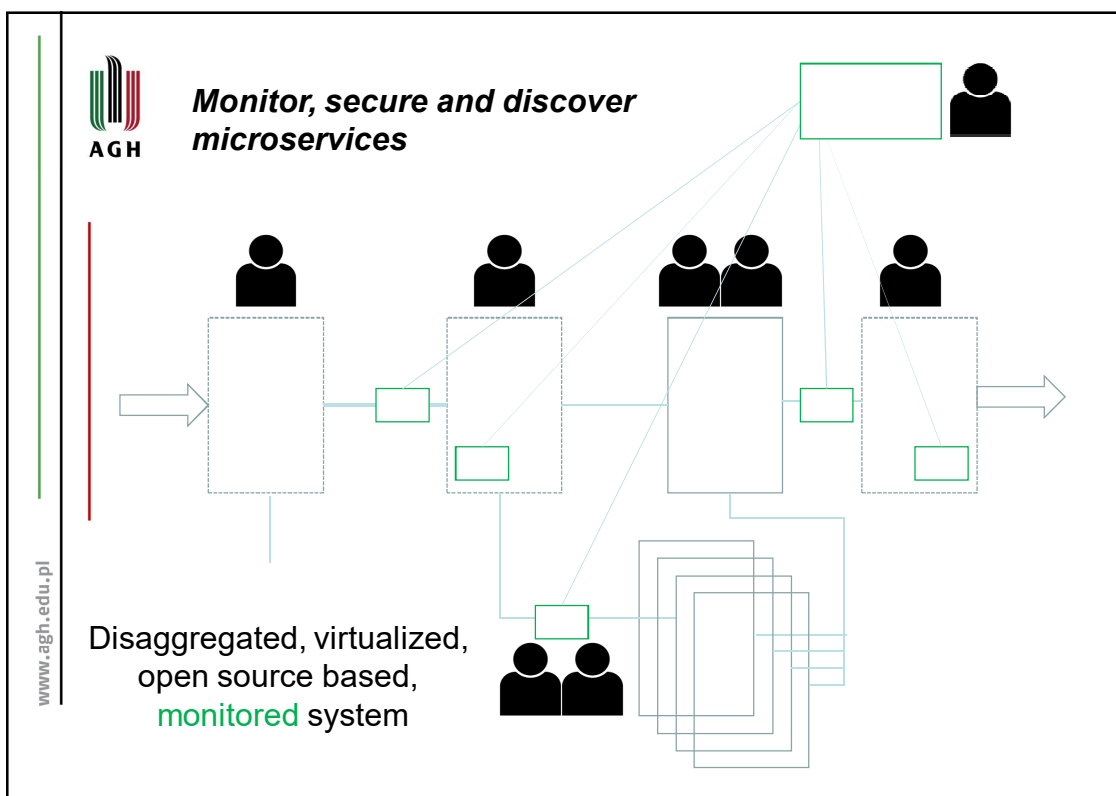 AGH
Monitor, secure and discover
microservices
www.agh.edu.pl
Disaggregated, virtualized,
open source based,
monitored system